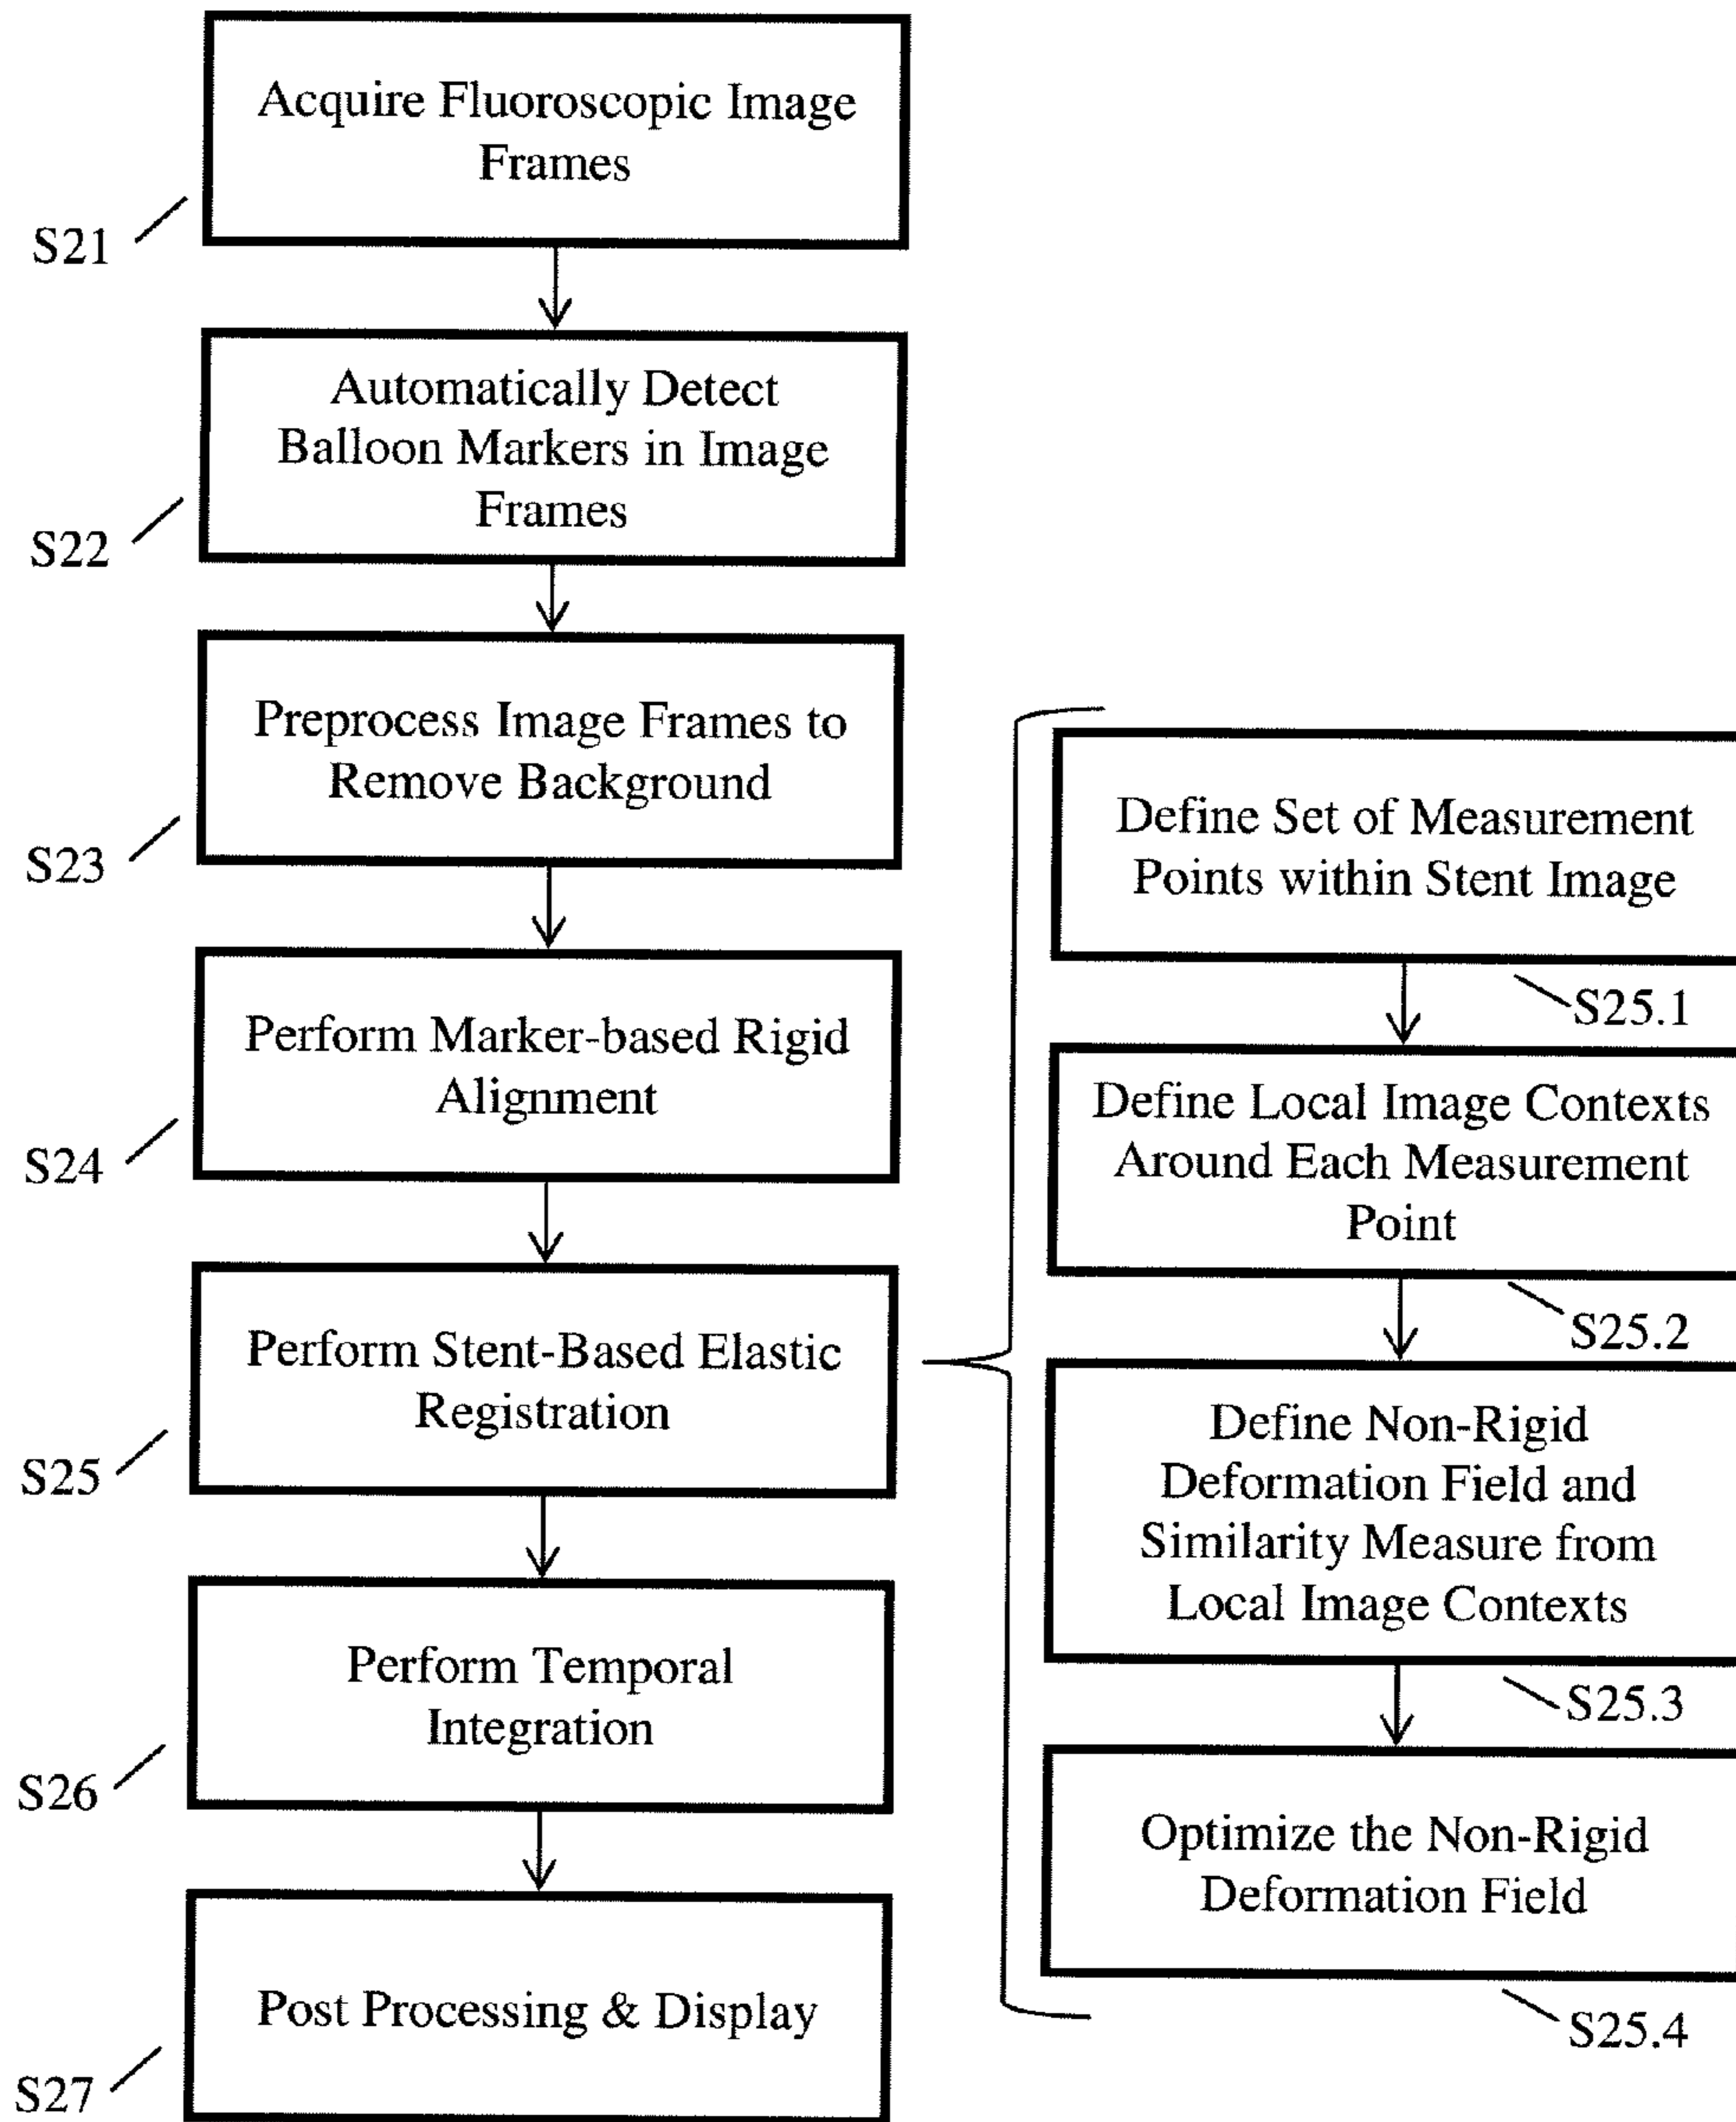 Acquire Fluoroscopic Image
Frames
S21
Automatically Detect
Balloon Markers in Image
Frames
S22
Preprocess Image Frames to
Remove Background
S23
Perform Marker-based Rigid
Alignment
S24
Perform Stent-Based Elastic
Registration
S25
Perform Temporal
Integration
S26
Post Processing & Display
S27
Define Set of Measurement
Points within Stent Image
S25.1
Define Local Image Contexts
Around Each Measurement
Point
S25.2
Define Non-Rigid
Deformation Field and
Similarity Measure from
Local Image Contexts
S25.3
Optimize the Non-Rigid
Deformation Field
S25.4